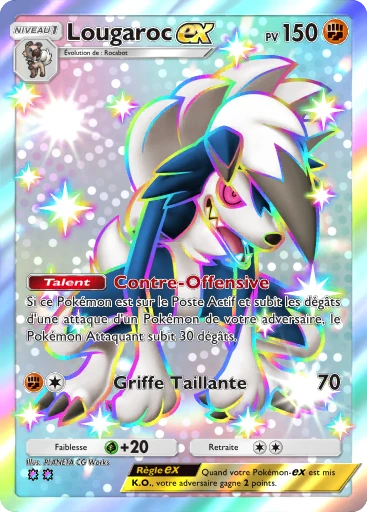 NIVEAU 1
Lougaroc ex
PV 150
Évolution de : Rocabot
Talent Contre-Offensive
Si ce Pokémon est sur le Poste Actif et subit les dégâts
d'une attaque d'un Pokémon de votre adversaire, le
Pokémon Attaquant subit 30 dégâts.
Griffe Taillante 70
Faiblesse +20 Retraite
Illus. PLANETA CG Works
Règle ex Quand votre Pokémon-ex est mis
K.O., votre adversaire gagne 2 points.